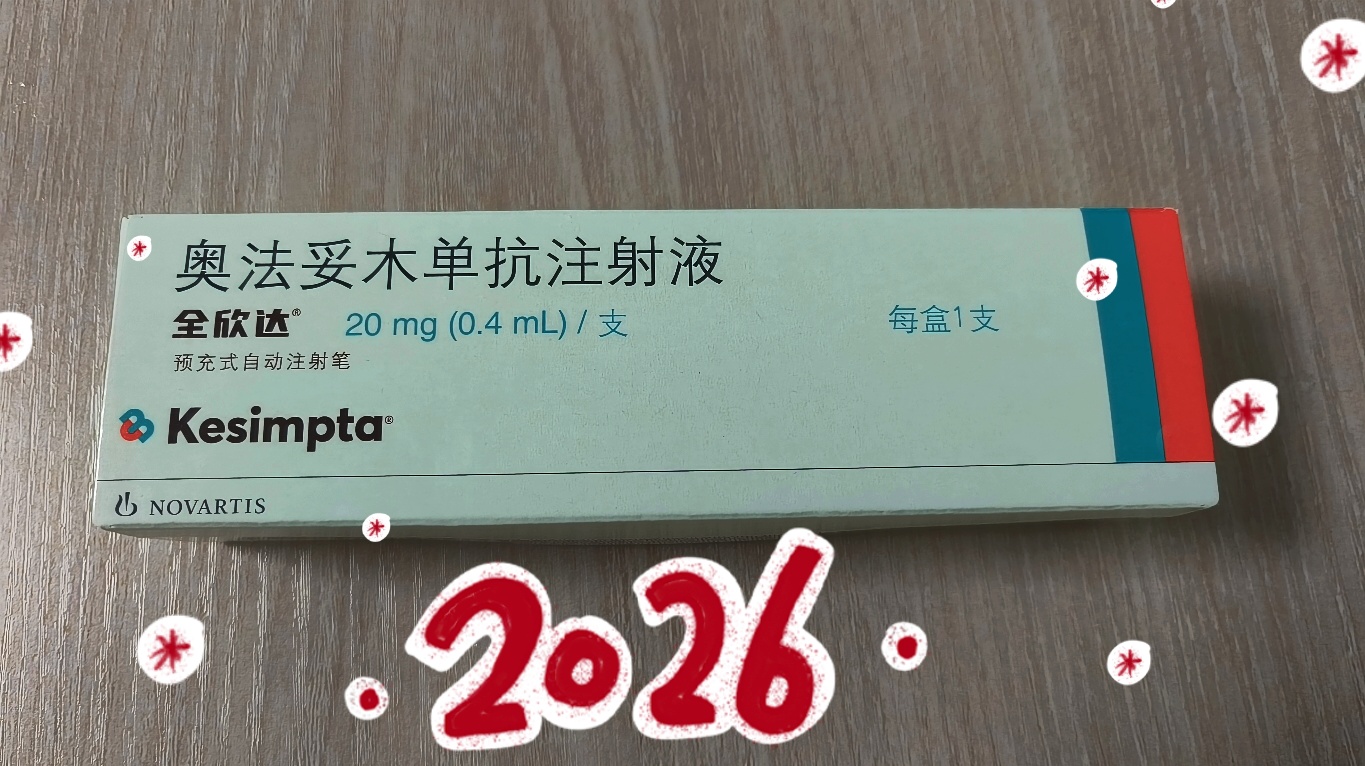 奥法妥木单抗注射液
全欣达® 20 mg (0.4 mL) / 支 每盒1支
预充式自动注射笔
Kesimpta®
NOVARTIS
2026